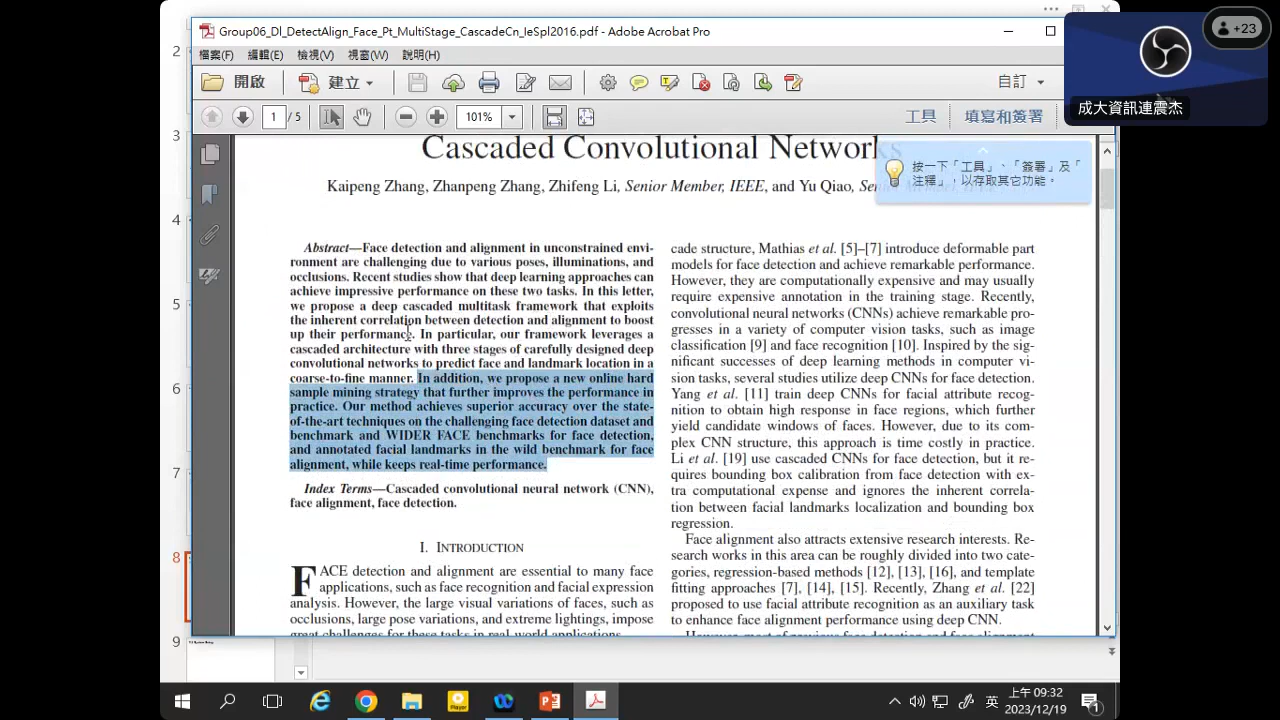 Group06_Dl_DetectAlign_Face_Pt_MultiStage_CascadeCn_IeSpl2016.pdf - Adobe Acrobat Pro
檔案(F) 編輯(E) 檢視(V) 視窗(W) 說明(H)
開啟 建立 自訂
1 / 5 101% 工具 填寫和簽署
+23
成大資訊連震杰
按一下「工具」、「簽署」及「
注釋」，以存取其它功能。
Cascaded Convolutional Networks
Kaipeng Zhang, Zhanpeng Zhang, Zhifeng Li, Senior Member, IEEE, and Yu Qiao,
Abstract—Face detection and alignment in unconstrained envi-
ronment are challenging due to various poses, illuminations, and
occlusions. Recent studies show that deep learning approaches can
achieve impressive performance on these two tasks. In this letter,
we propose a deep cascaded multitask framework that exploits
the inherent correlation between detection and alignment to boost
up their performance. In particular, our framework leverages a
cascaded architecture with three stages of carefully designed deep
convolutional networks to predict face and landmark location in a
coarse-to-fine manner. In addition, we propose a new online hard
sample mining strategy that further improves the performance in
practice. Our method achieves superior accuracy over the state-
of-the-art techniques on the challenging face detection dataset and
benchmark and WIDER FACE benchmarks for face detection,
and annotated facial landmarks in the wild benchmark for face
alignment, while keeps real-time performance.
Index Terms—Cascaded convolutional neural network (CNN),
face alignment, face detection.
I. INTRODUCTION
FACE detection and alignment are essential to many face
applications, such as face recognition and facial expression
analysis. However, the large visual variations of faces, such as
occlusions, large pose variations, and extreme lightings, impose
great challenges for these tasks in real-world applications.
cade structure, Mathias et al. [5]–[7] introduce deformable part
models for face detection and achieve remarkable performance.
However, they are computationally expensive and may usually
require expensive annotation in the training stage. Recently,
convolutional neural networks (CNNs) achieve remarkable pro-
gresses in a variety of computer vision tasks, such as image
classification [9] and face recognition [10]. Inspired by the sig-
nificant successes of deep learning methods in computer vi-
sion tasks, several studies utilize deep CNNs for face detection.
Yang et al. [11] train deep CNNs for facial attribute recog-
nition to obtain high response in face regions, which further
yield candidate windows of faces. However, due to its com-
plex CNN structure, this approach is time costly in practice.
Li et al. [19] use cascaded CNNs for face detection, but it re-
quires bounding box calibration from face detection with ex-
tra computational expense and ignores the inherent correla-
tion between facial landmarks localization and bounding box
regression.
Face alignment also attracts extensive research interests. Re-
search works in this area can be roughly divided into two cate-
gories, regression-based methods [12], [13], [16], and template
fitting approaches [7], [14], [15]. Recently, Zhang et al. [22]
proposed to use facial attribute recognition as an auxiliary task
to enhance face alignment performance using deep CNN.
However, most of previous face detection and face alignment
2
3
4
5
6
7
8
9
英 上午 09:32
2023/12/19
1